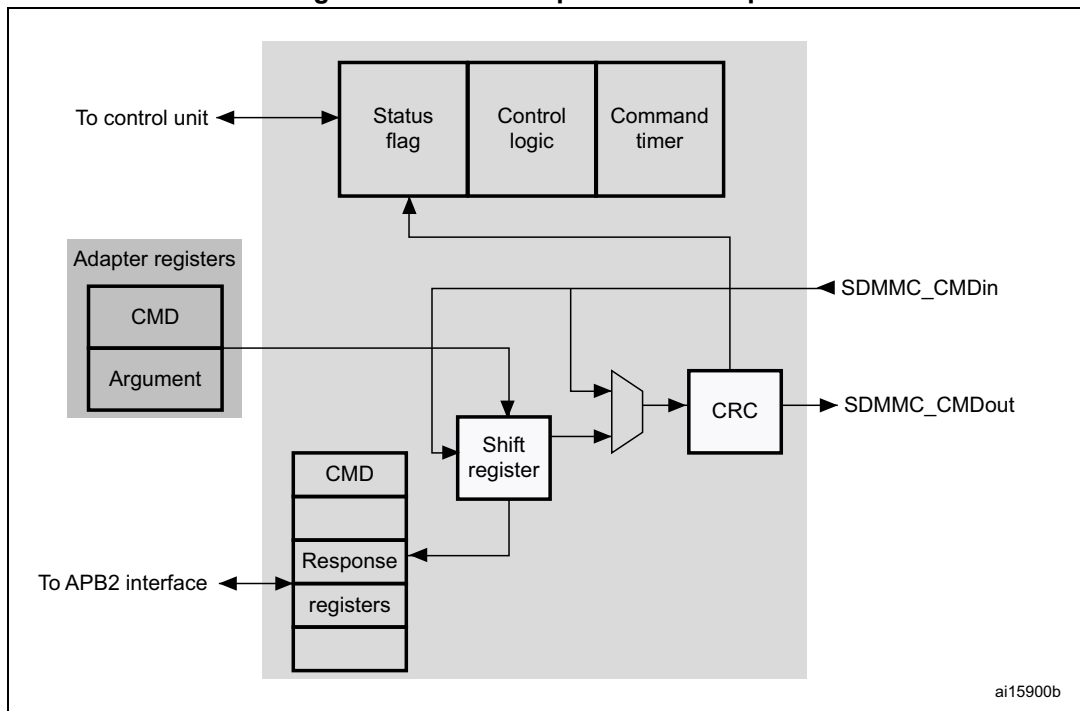 To control unit
Status
flag
Control
logic
Command
timer
Adapter registers
CMD
Argument
SDMMC_CMDin
CRC
SDMMC_CMDout
Shift
register
CMD
Response
registers
To APB2 interface
ai15900b